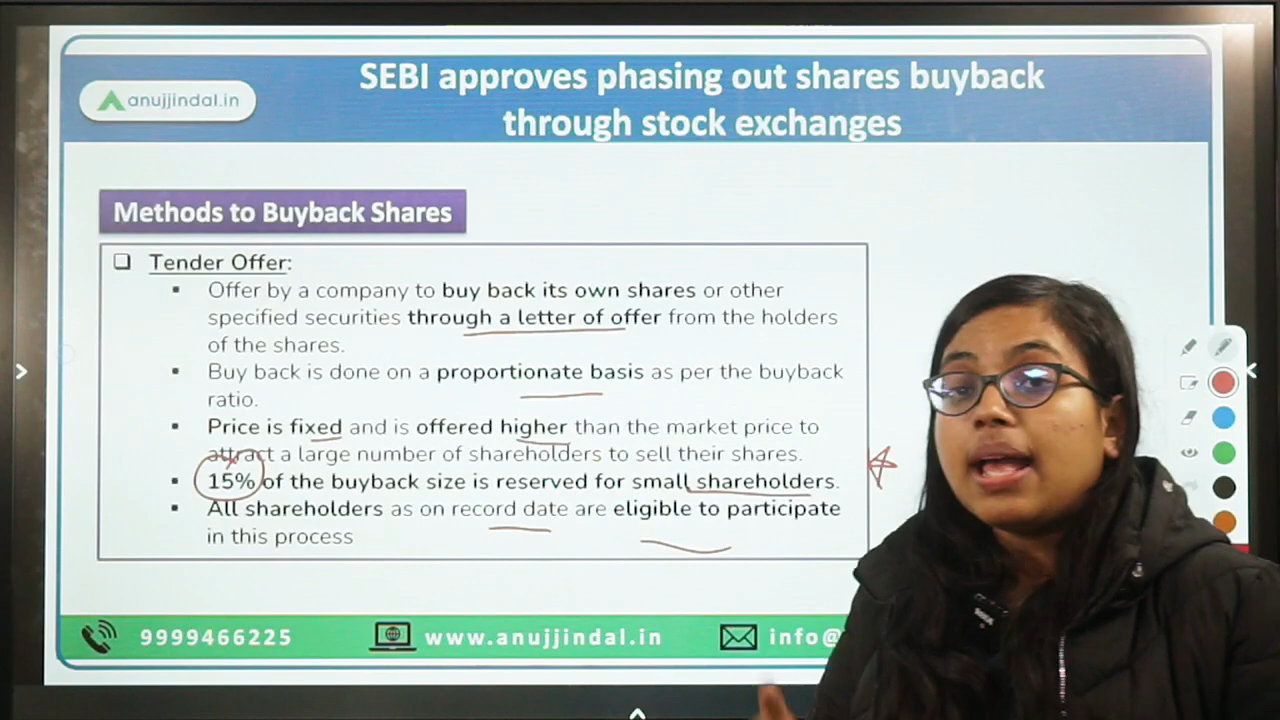 SEBI approves phasing out shares buyback
through stock exchanges
anujjindal.in
Methods to Buyback Shares
Tender Offer:
Offer by a company to buy back its own shares or other
specified securities through a letter of offer from the holders
of the shares.
Buy back is done on a proportionate basis as per the buyback
ratio.
Price is fixed and is offered higher than the market price to
attract a large number of shareholders to sell their shares.
15% of the buyback size is reserved for small shareholders.
All shareholders as on record date are eligible to participate
in this process
9999466225 www.anujjindal.in info@